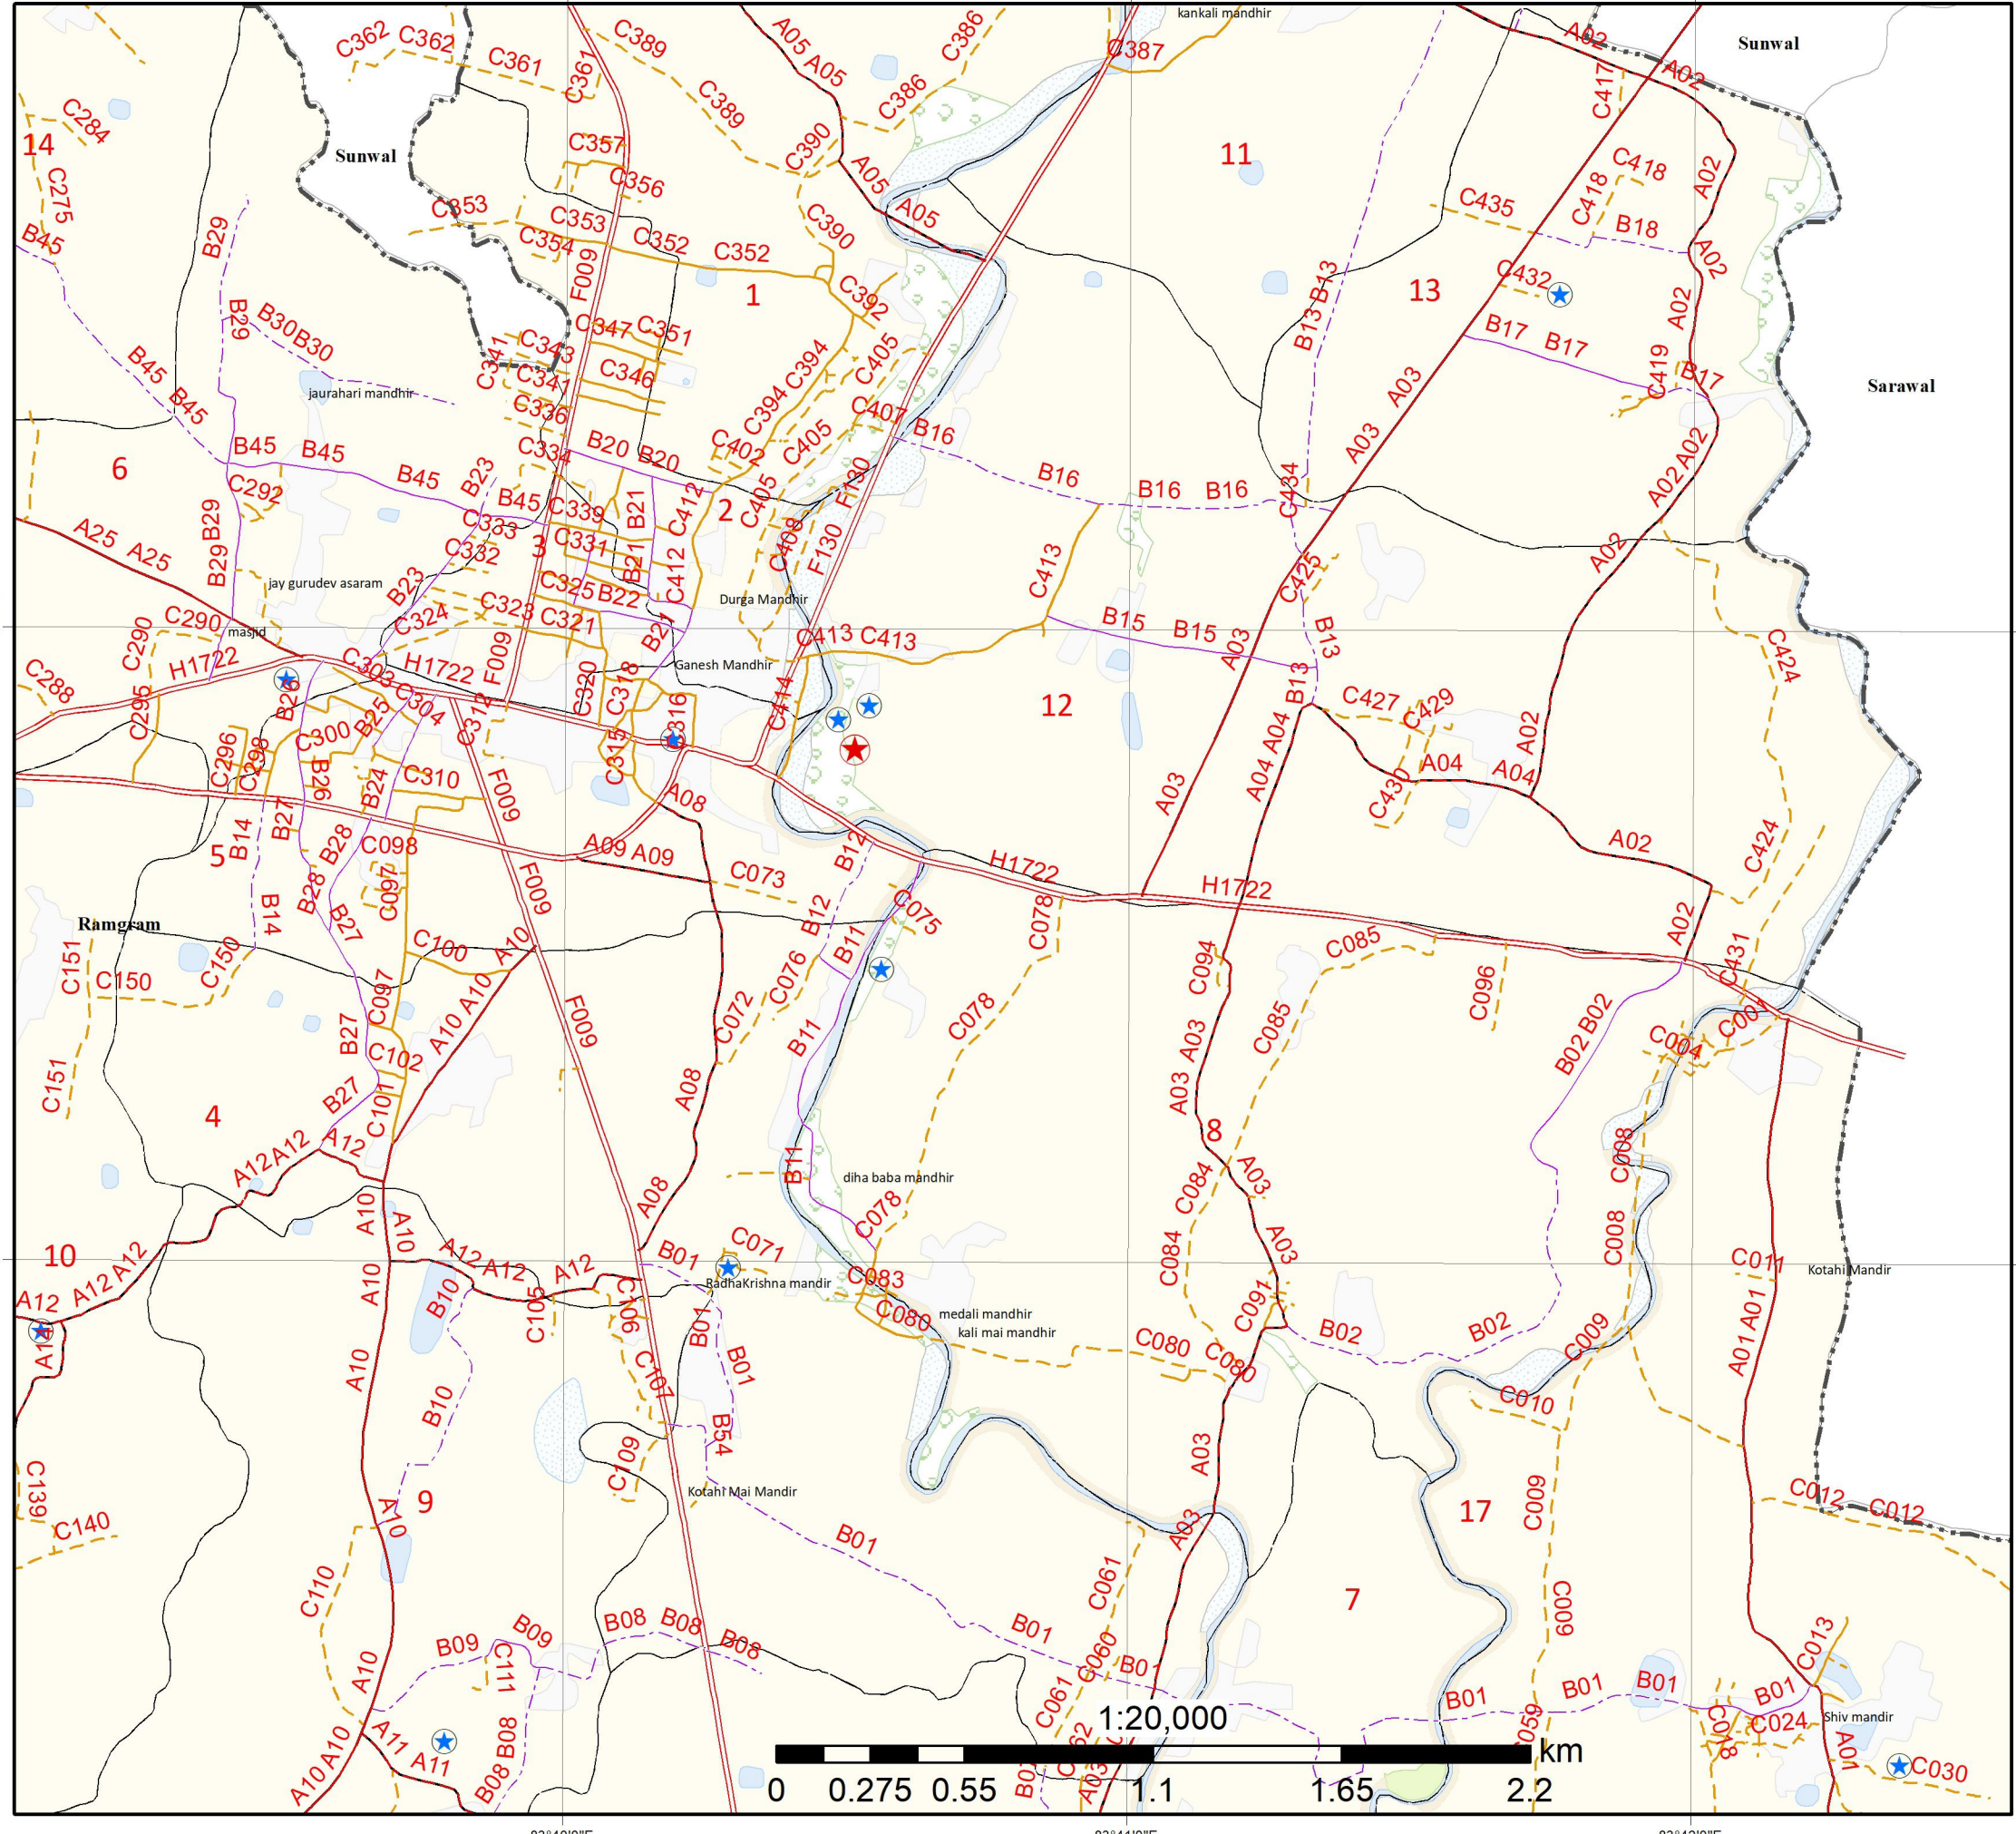 kankali mandhir
A02
Sunwal
C362
C362
C389
C386
A05
A05
C387
C361
C361
A02
C417
C284
C389
C386
14
C357
C390
11
Sunwal
C275
C356
A05
C418
C418
A02
C353
C353
C352
C352
C390
A05
C435
B18
B45
B29
C354
F009
A02
1
C392
B13
13
C432
A02
B29
B30
B30
C347
C351
B13
B17
B17
C341
C343
C394
C405
B45
C341
C346
A03
C419
B17
Sarawal
jaurahari mandhir
B45
C336
C394
C407
B16
B45
B45
B45
B23
C334
B20
B20
C402
C405
A03
A02
6
C292
B45
C339
B21
C412
2
C405
F130
B16
B16
B16
C434
A02
A25
A25
B29
B29
C333
C332
3
C331
B21
C412
C408
F130
C413
A02
C425
jay gurudev asaram
B23
C325
B22
Durga Mandhir
C290
C290
masjid
C324
C323
C321
B21
C413
C413
B15
B15
A03
B13
C424
C288
H1722
C303
H1722
F009
Ganesh Mandhir
C295
B26
C304
C320
C318
C414
12
B13
C427
C429
A02
C300
B25
C312
C296
C298
B26
B24
C310
F009
C315
A08
A03
A04
A04
C430
A04
A04
B14
B27
B28
C098
A09
A09
B12
H1722
A02
C424
5
B28
C097
F009
C073
H1722
Ramgram
B14
B27
C100
A10
B12
C075
C078
A02
C151
C150
C150
C097
A10
A10
C076
B11
C094
C085
C096
C431
B27
C102
F009
C072
B11
C078
A03
C085
B02
B02
C004
C001
C151
4
B27
C101
A08
A03
8
C008
A12
A12
A12
A08
B11
diha baba mandhir
C084
A03
A10
A10
C078
C084
A03
C008
10
A12
A12
A12
A12
A12
B01
C071
C011
Kotahi Mandir
A12
A10
B10
C105
C106
RadhaKrishna mandir
C083
C080
medali mandhir
kali mai mandhir
C091
B02
B02
C009
A01
A01
A10
B10
C107
B01
B01
C080
C080
C010
B54
C109
A03
C139
Kotahi Mai Mandir
C009
17
C012
C012
9
A10
C140
B01
A03
C110
C061
7
C009
B09
B09
B08
B08
B08
B01
C060
B01
C013
A10
C111
C061
B01
B01
B01
B01
1:20,000
C018
C024
Shiv mandir
A11
A11
B08
B08
A10
A10
A03
A01
C030
km
0
0.275
0.55
1.1
1.65
2.2